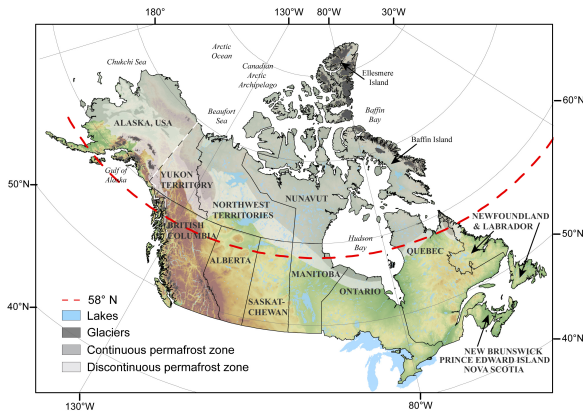 180°
130°W
80°W
30°W
Arctic
Ocean
Chukchi Sea
Canadian
Arctic
Archipelago
Ellesmere
Island
Beaufort
Sea
Baffin
Bay
60°N
ALASKA, USA
Baffin Island
Gulf of
Alaska
YUKON
TERRITORY
50°N
50°N
NORTHWEST
TERRITORIES
NUNAVUT
NEWFOUNDLAND
& LABRADOR
BRITISH
COLUMBIA
Hudson
Bay
QUEBEC
ALBERTA
MANITOBA
ONTARIO
SASKAT-
CHEWAN
40°N
40°N
58° N
Lakes
Glaciers
Continuous permafrost zone
Discontinuous permafrost zone
NEW BRUNSWICK
PRINCE EDWARD ISLAND
NOVA SCOTIA
130°W
80°W